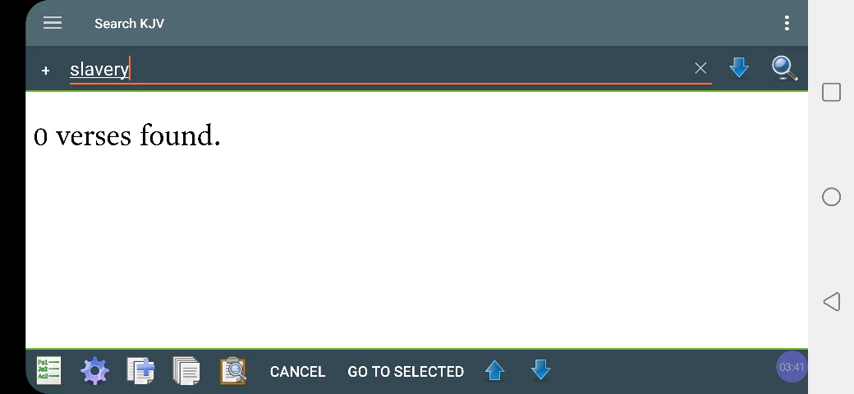 Search KJV
+ slavery
0 verses found.
CANCEL GO TO SELECTED
03:41